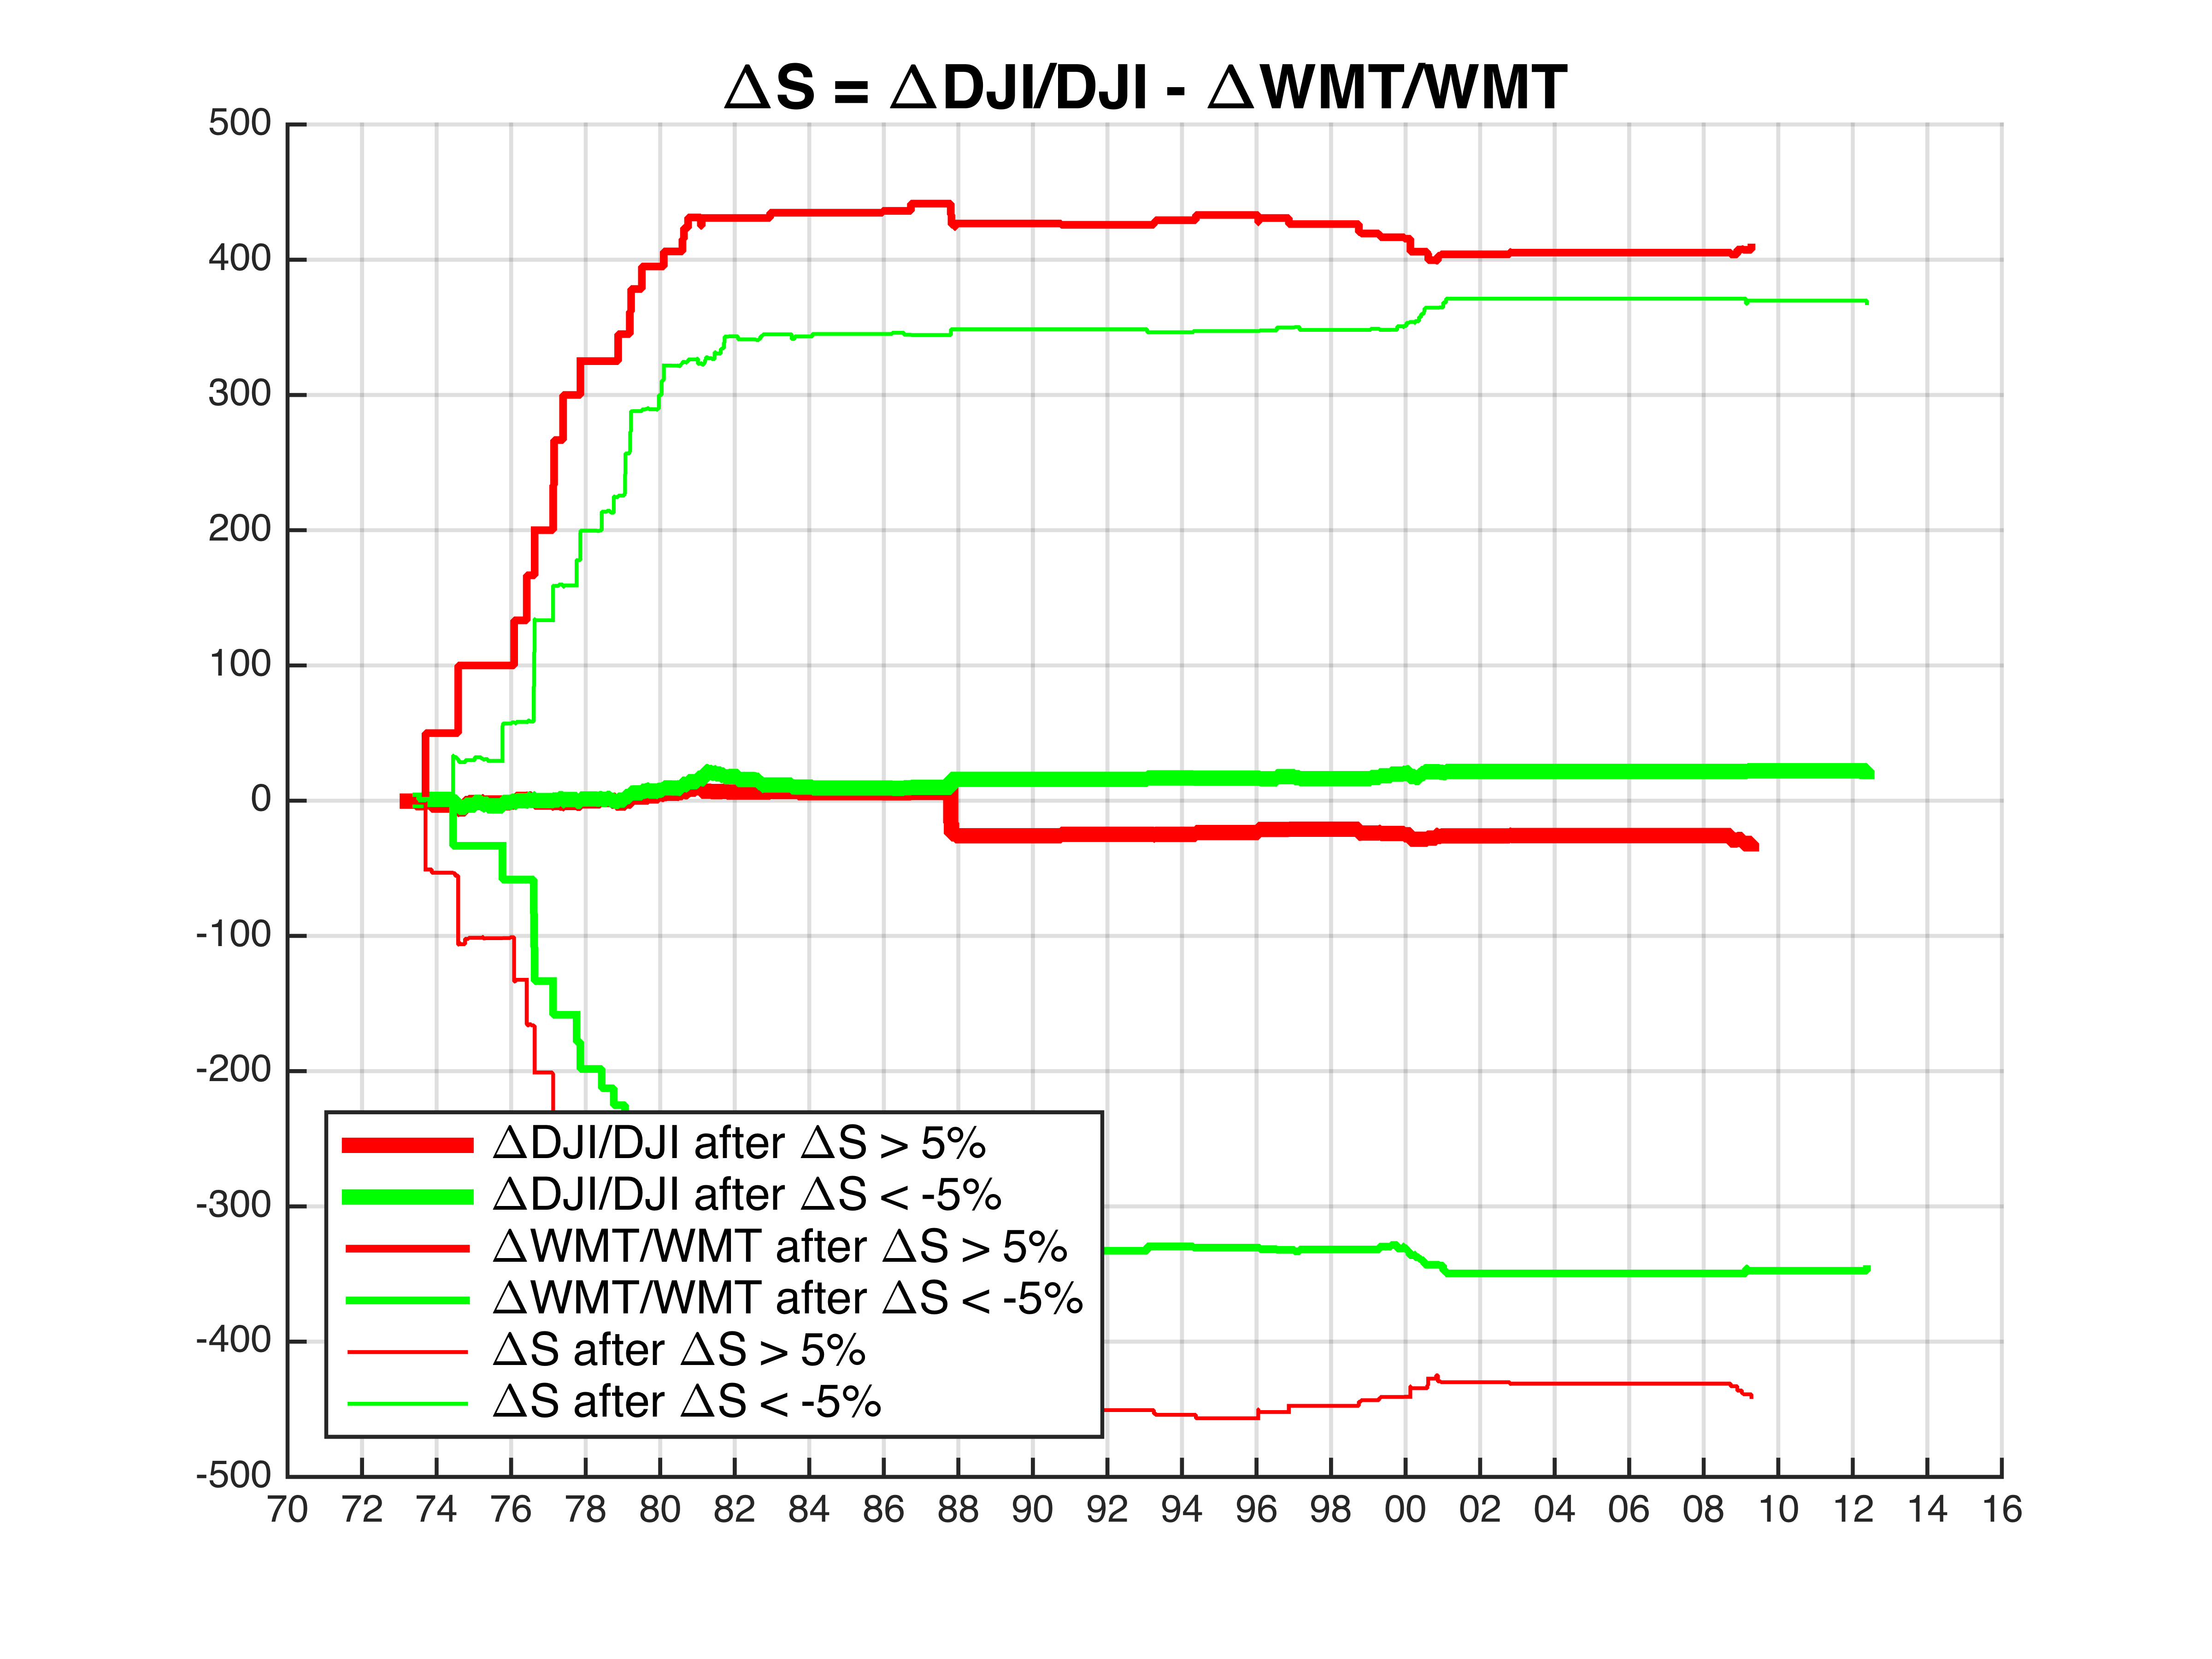 ΔS = ΔDJI/DJI - ΔWMT/WMT
500
400
300
200
100
0
-100
-200
-300
-400
-500
ΔDJI/DJI after ΔS > 5%
ΔDJI/DJI after ΔS < -5%
ΔWMT/WMT after ΔS > 5%
ΔWMT/WMT after ΔS < -5%
ΔS after ΔS > 5%
ΔS after ΔS < -5%
70 72 74 76 78 80 82 84 86 88 90 92 94 96 98 00 02 04 06 08 10 12 14 16